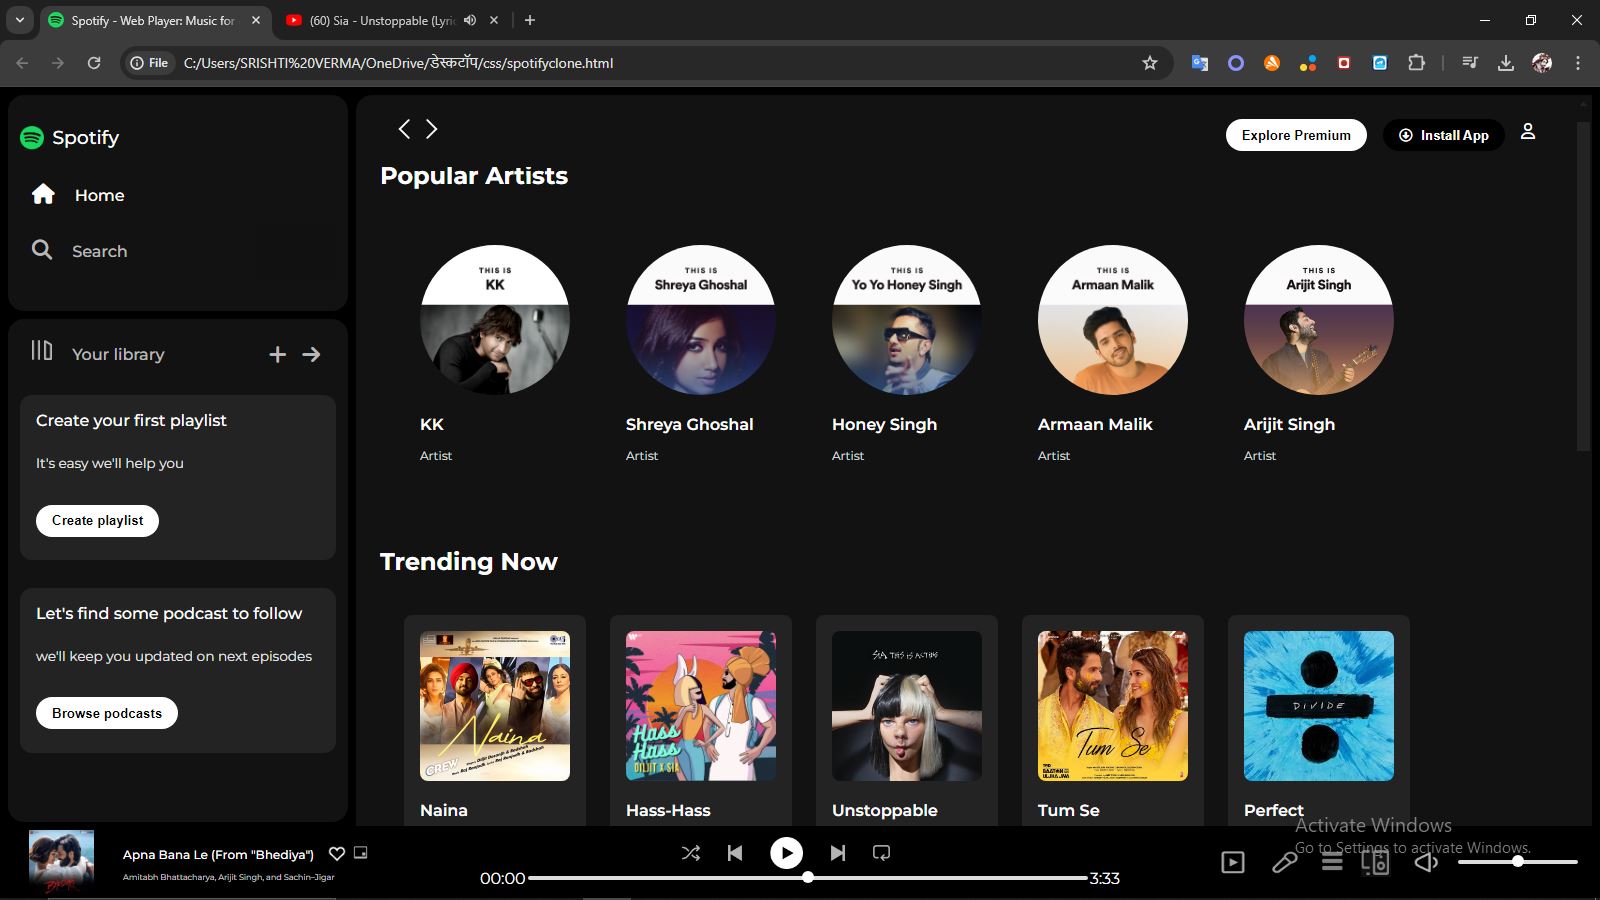 Spotify - Web Player: Music for
(60) Sia - Unstoppable (Lyric
File
C:/Users/SRISHTI%20VERMA/OneDrive/डेस्कटॉप/css/spotifyclone.html
Spotify
Home
Search
Your library
Create your first playlist
It's easy we'll help you
Create playlist
Let's find some podcast to follow
we'll keep you updated on next episodes
Browse podcasts
Explore Premium
Install App
Popular Artists
THIS IS
KK
THIS IS
Shreya Ghoshal
THIS IS
Yo Yo Honey Singh
THIS IS
Armaan Malik
THIS IS
Arijit Singh
KK
Artist
Shreya Ghoshal
Artist
Honey Singh
Artist
Armaan Malik
Artist
Arijit Singh
Artist
Trending Now
Naina
CREW
Hass
Hass
DILJIT X SIA
SIA THIS IS ACTING
Tum Se
DIVIDE
Naina
Hass-Hass
Unstoppable
Tum Se
Perfect
Activate Windows
Go to Settings to activate Windows.
Apna Bana Le (From "Bhediya")
Amitabh Bhattacharya, Arijit Singh, and Sachin-Jigar
00:00
3:33